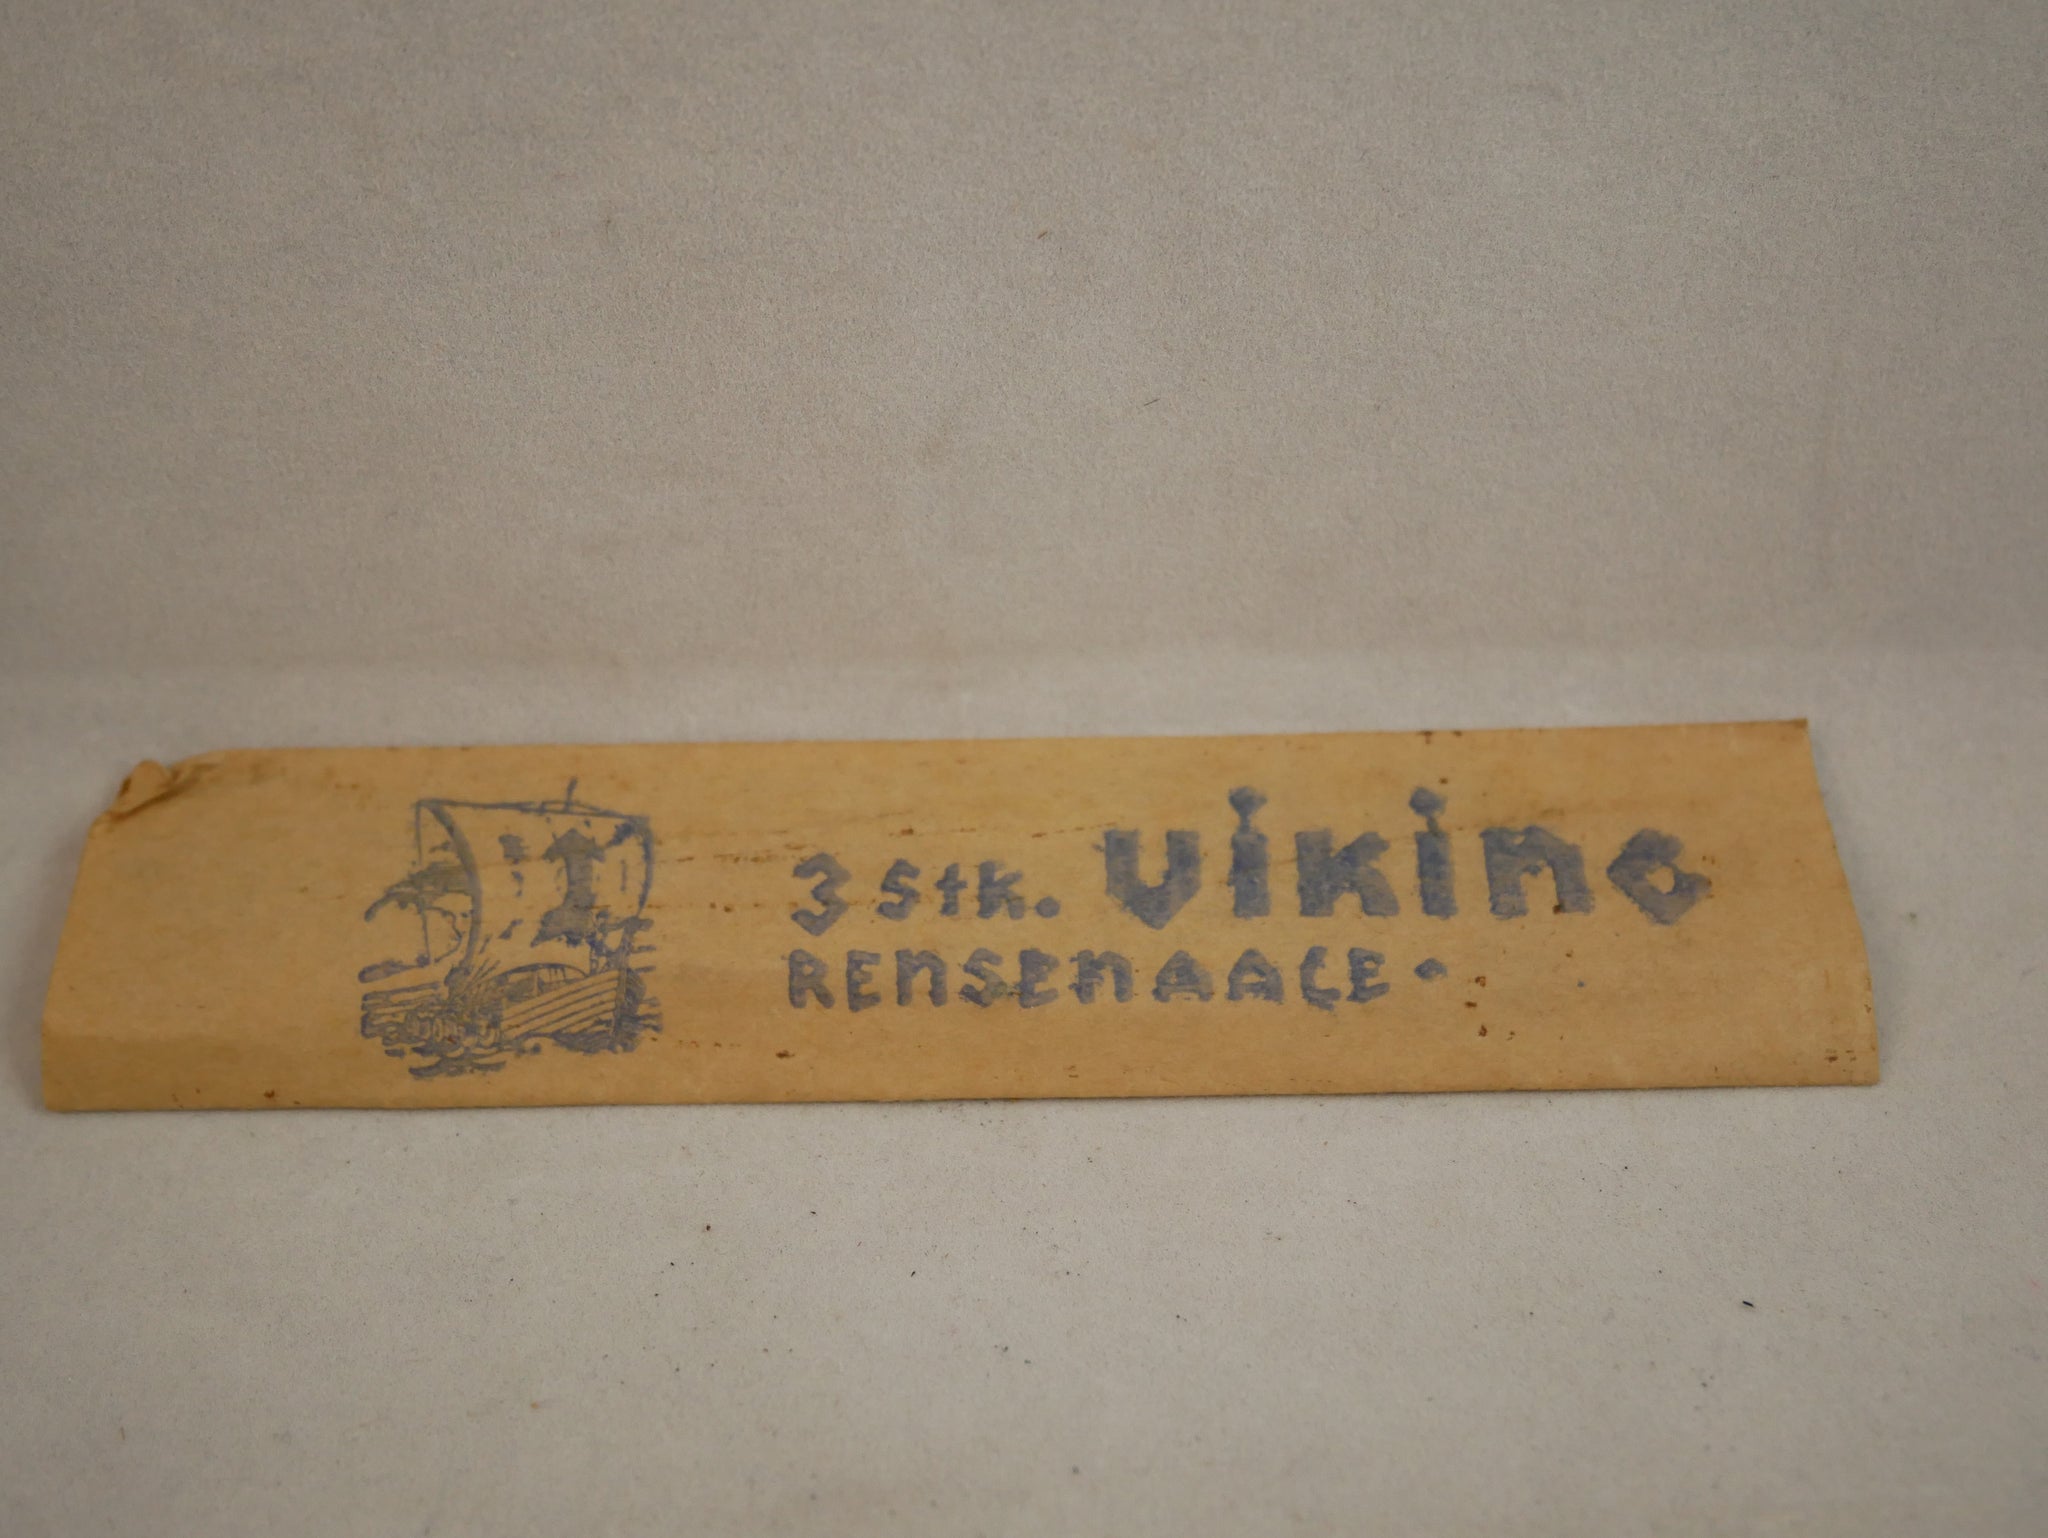 3 Stk. Viking
RENSENAALE.